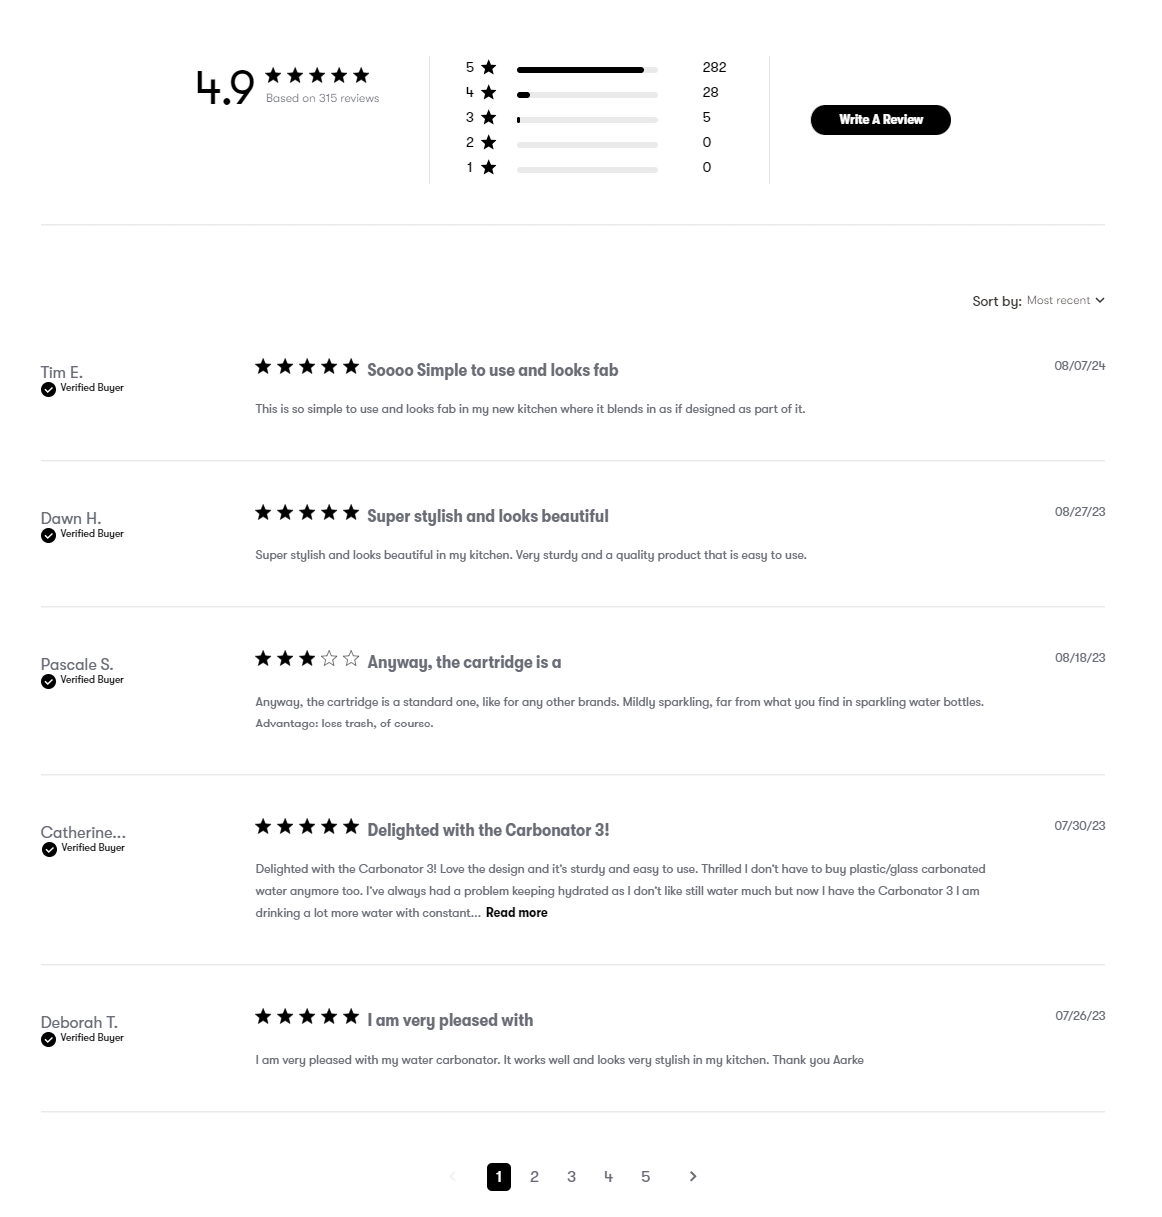 4.9
Based on 315 reviews
5 282
4 28
3 5
2 0
1 0
Write A Review
Sort by: Most recent
Tim E.
Verified Buyer
Soooo Simple to use and looks fab
08/07/24
This is so simple to use and looks fab in my new kitchen where it blends in as if designed as part of it.
Dawn H.
Verified Buyer
Super stylish and looks beautiful
08/27/23
Super stylish and looks beautiful in my kitchen. Very sturdy and a quality product that is easy to use.
Pascale S.
Verified Buyer
Anyway, the cartridge is a
08/18/23
Anyway, the cartridge is a standard one, like for any other brands. Mildly sparkling, far from what you find in sparkling water bottles.
Advantage: less trash, of course.
Catherine...
Verified Buyer
Delighted with the Carbonator 3!
07/30/23
Delighted with the Carbonator 3! Love the design and it's sturdy and easy to use. Thrilled I don't have to buy plastic/glass carbonated
water anymore too. I've always had a problem keeping hydrated as I don't like still water much but now I have the Carbonator 3 I am
drinking a lot more water with constant... Read more
Deborah T.
Verified Buyer
I am very pleased with
07/26/23
I am very pleased with my water carbonator. It works well and looks very stylish in my kitchen. Thank you Aarke
1 2 3 4 5